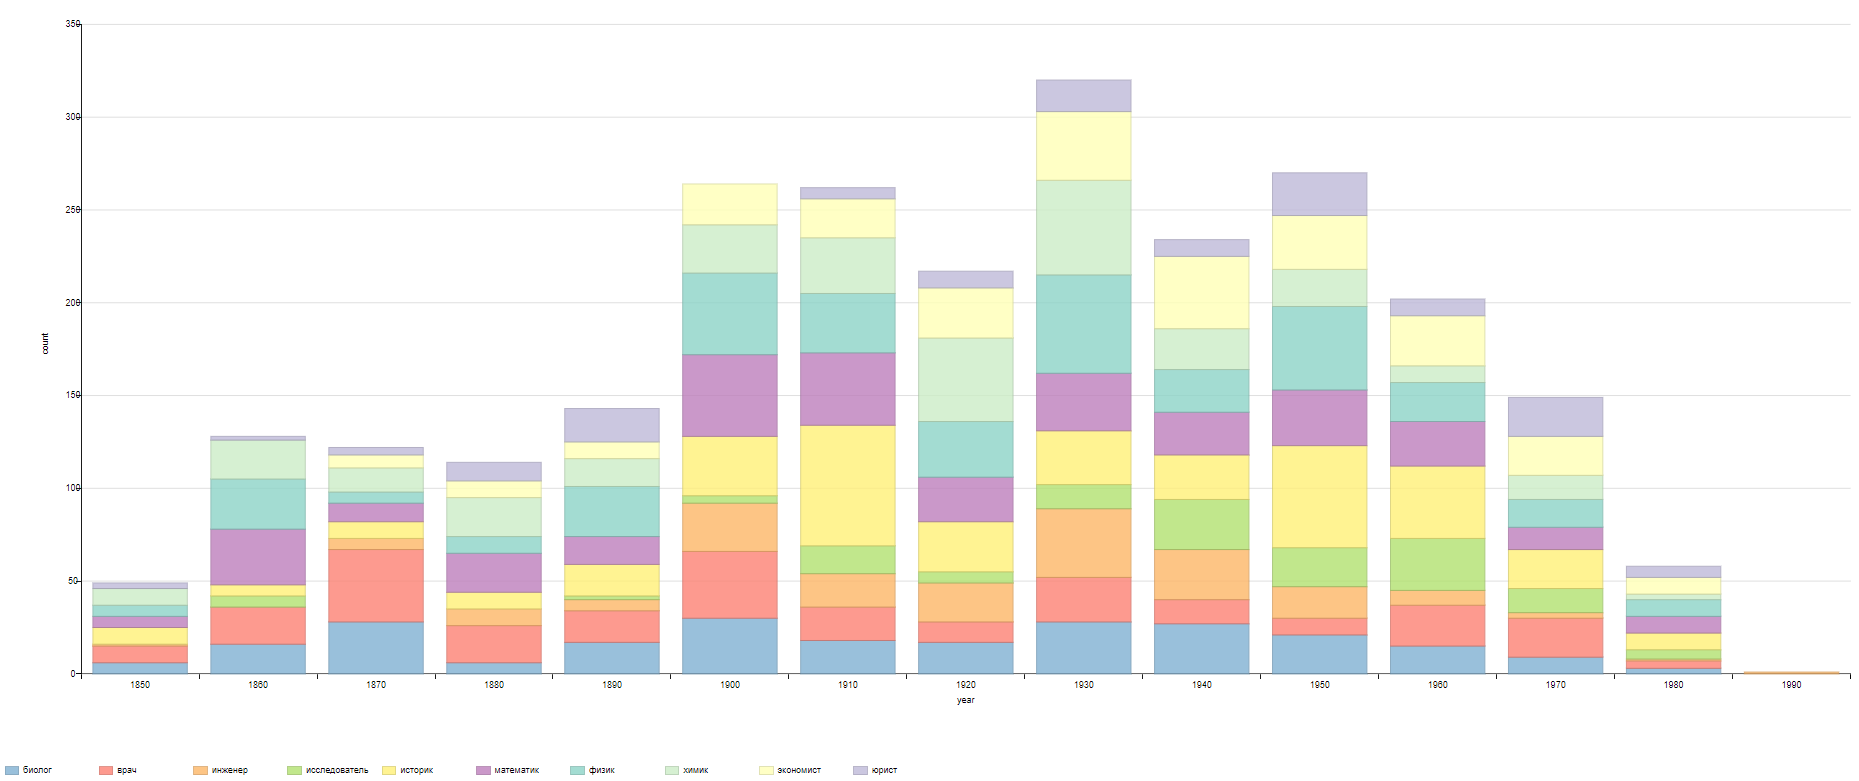 350
300
250
200
150
100
50
0
count
1850 1860 1870 1880 1890 1900 1910 1920 1930 1940 1950 1960 1970 1980 1990
year
биолог врач инженер исследователь историк математик физик химик экономист юрист